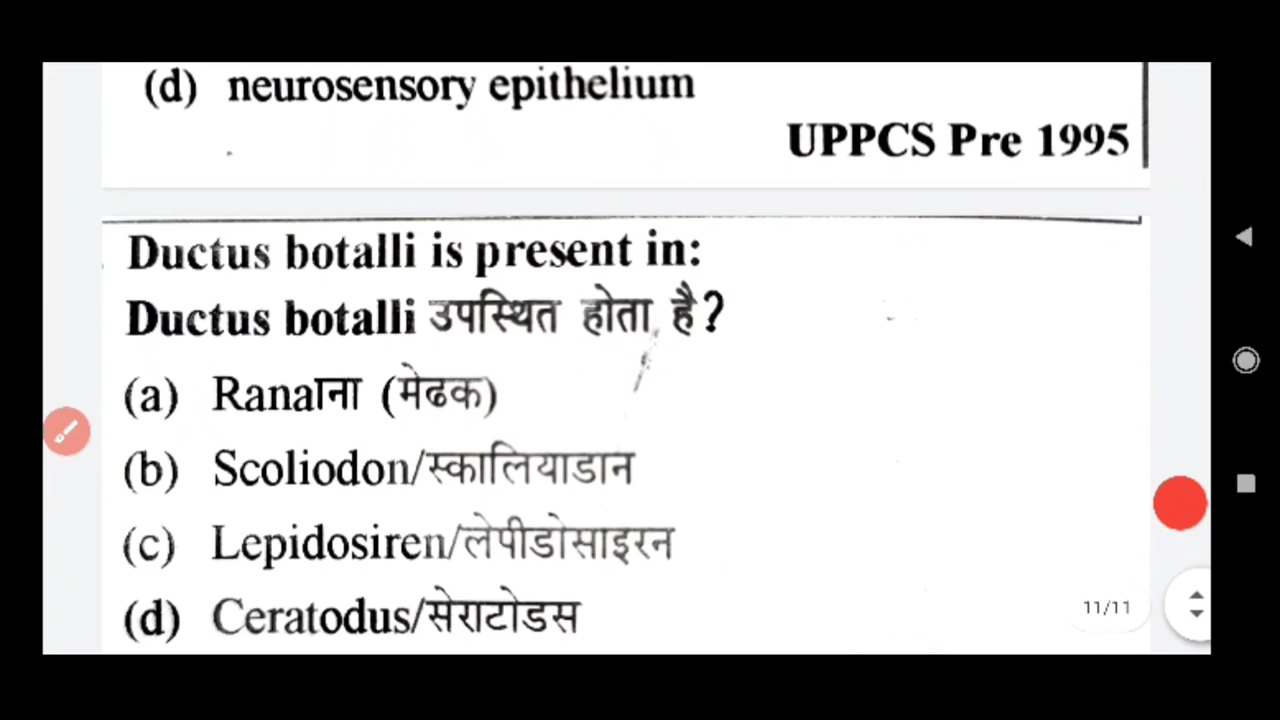 (d) neurosensory epithelium
UPPCS Pre 1995
Ductus botalli is present in:
Ductus botalli उपस्थित होता है?
(a) Ranaाना (मेढक)
(b) Scoliodon/स्कालियाडान
(c) Lepidosiren/लेपीडोसाइरन
(d) Ceratodus/सेराटोडस
11/11